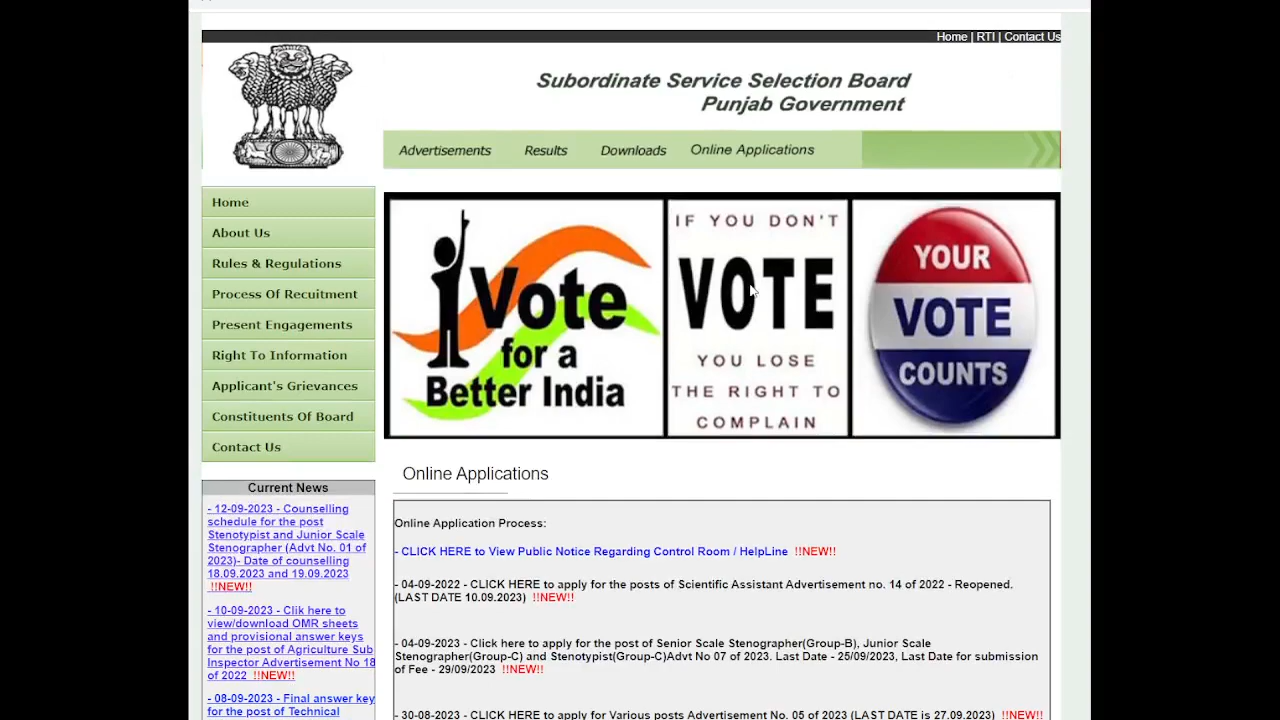 Home | RTI | Contact Us
Subordinate Service Selection Board
Punjab Government
Advertisements
Results
Downloads
Online Applications
Home
About Us
Rules & Regulations
Process Of Recuitment
Present Engagements
Right To Information
Applicant's Grievances
Constituents Of Board
Contact Us
Vote
for a
Better India
IF YOU DON'T
VOTE
YOU LOSE
THE RIGHT TO
COMPLAIN
YOUR
VOTE
COUNTS
Current News
- 12-09-2023 - Counselling
schedule for the post
Stenotypist and Junior Scale
Stenographer (Advt No. 01 of
2023)- Date of counselling
18.09.2023 and 19.09.2023
!!NEW!!
- 10-09-2023 - Clik here to
view/download OMR sheets
and provisional answer keys
for the post of Agriculture Sub
Inspector Advertisement No 18
of 2022 !!NEW!!
- 08-09-2023 - Final answer key
for the post of Technical
Online Applications
Online Application Process:
- CLICK HERE to View Public Notice Regarding Control Room / HelpLine !!NEW!!
- 04-09-2022 - CLICK HERE to apply for the posts of Scientific Assistant Advertisement no. 14 of 2022 - Reopened.
(LAST DATE 10.09.2023) !!NEW!!
- 04-09-2023 - Click here to apply for the post of Senior Scale Stenographer(Group-B), Junior Scale
Stenographer(Group-C) and Stenotypist(Group-C)Advt No 07 of 2023. Last Date - 25/09/2023, Last Date for submission
of Fee - 29/09/2023 !!NEW!!
- 30-08-2023 - CLICK HERE to apply for Various posts Advertisement No. 05 of 2023 (LAST DATE is 27.09.2023) !!NEW!!